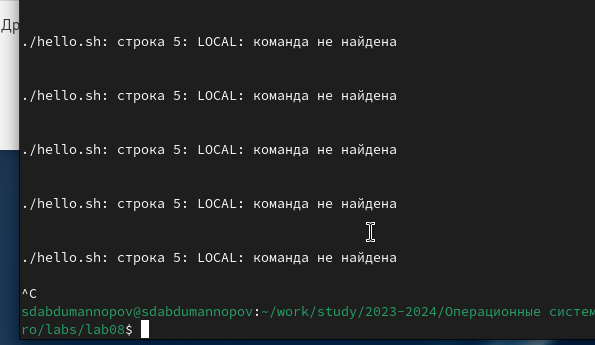 Др
./hello.sh: строка 5: LOCAL: команда не найдена
./hello.sh: строка 5: LOCAL: команда не найдена
./hello.sh: строка 5: LOCAL: команда не найдена
./hello.sh: строка 5: LOCAL: команда не найдена
./hello.sh: строка 5: LOCAL: команда не найдена
^C
sdabdumannopov@sdabdumannopov:~/work/study/2023-2024/Операционные систем
ro/labs/lab08$